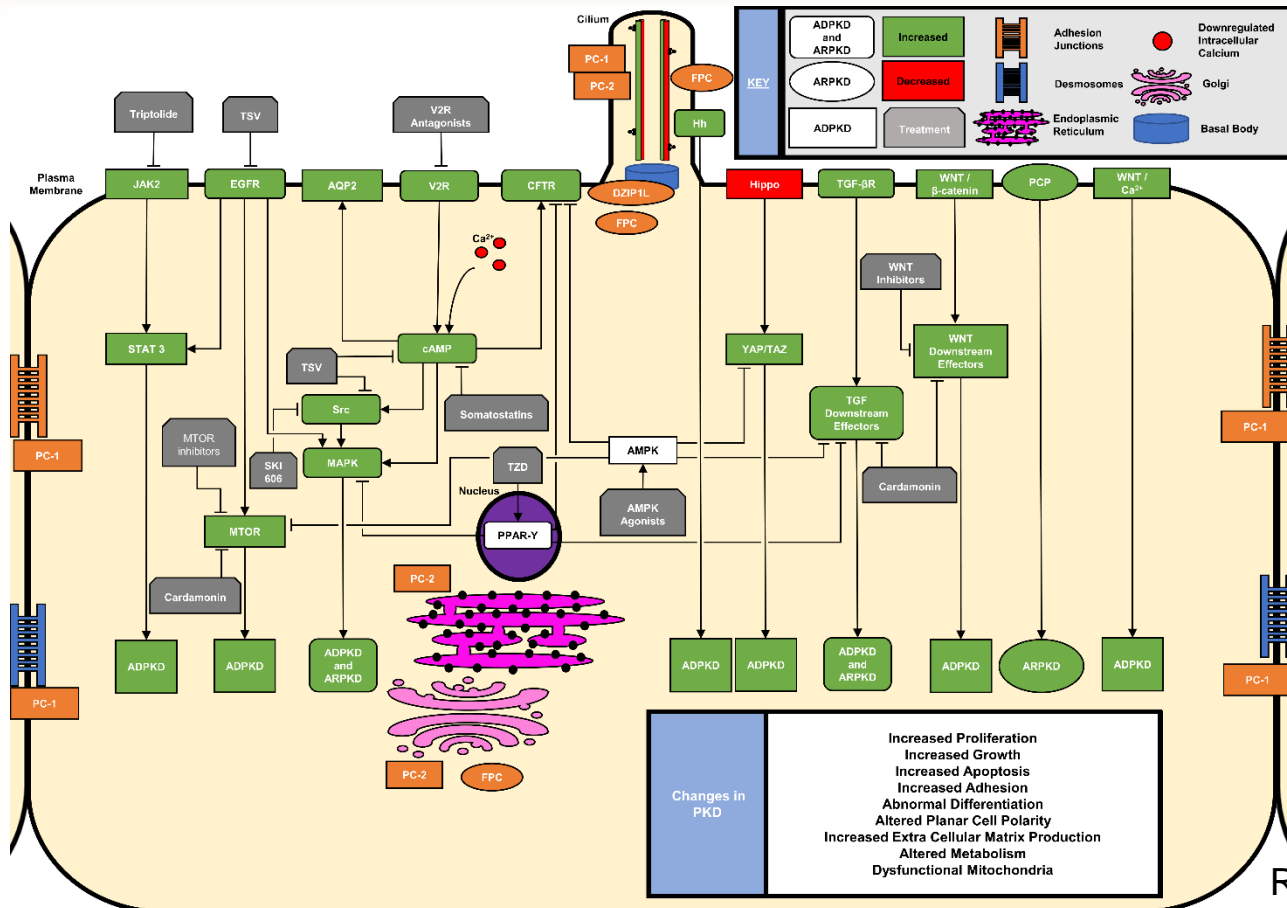 Cilium
PC-1
PC-2
FPC
Hh
KEY
ADPKD
and
ARPKD
Increased
Adhesion
Junctions
Downregulated
Intracellular
Calcium
ARPKD
Decreased
Desmosomes
Golgi
ADPKD
Treatment
Endoplasmic
Reticulum
Basal Body
Triptolide
TSV
V2R
Antagonists
Plasma
Membrane
JAK2
EGFR
AQP2
V2R
CFTR
DZIP1L
FPC
Hippo
TGF-βR
WNT /
β-catenin
PCP
WNT /
Ca²⁺
Ca²⁺
WNT
Inhibitors
STAT 3
cAMP
YAP/TAZ
WNT
Downstream
Effectors
TSV
Src
Somatostatins
TGF
Downstream
Effectors
PC-1
MTOR
inhibitors
SKI
606
MAPK
TZD
AMPK
PC-1
Nucleus
AMPK
Agonists
Cardamonin
MTOR
PPAR-Y
Cardamonin
PC-2
ADPKD
ADPKD
ADPKD
and
ARPKD
ADPKD
ADPKD
ADPKD
and
ARPKD
ADPKD
ARPKD
ADPKD
PC-1
PC-1
PC-2
FPC
Changes in
PKD
Increased Proliferation
Increased Growth
Increased Apoptosis
Increased Adhesion
Abnormal Differentiation
Altered Planar Cell Polarity
Increased Extra Cellular Matrix Production
Altered Metabolism
Dysfunctional Mitochondria
R